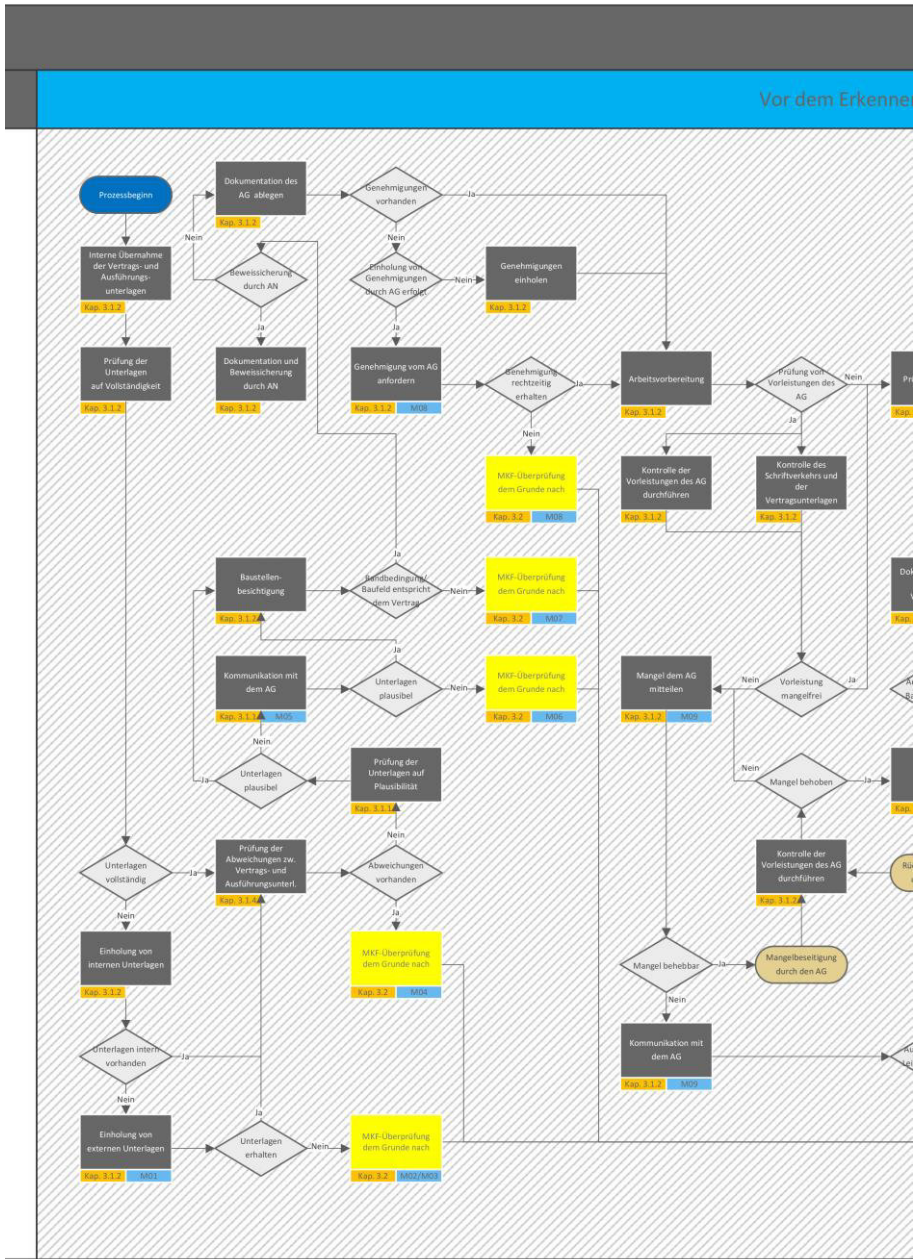 Vor dem Erkennen
Prozessbeginn
Dokumentation des
AG ablegen
Kap. 3.1.2
Genehmigungen
vorhanden
Ja
Nein
Nein
Interne Übernahme
der Vertrags- und
Ausführungs-
unterlagen
Kap. 3.1.2
Beweissicherung
durch AN
Ja
Einholung von
Genehmigungen
durch AG erfolgt
Nein
Ja
Genehmigungen
einholen
Kap. 3.1.2
Prüfung der
Unterlagen
auf Vollständigkeit
Kap. 3.1.2
Dokumentation und
Beweissicherung
durch AN
Kap. 3.1.2
Genehmigung vom AG
anfordern
Kap. 3.1.2
M08
Genehmigung
rechtzeitig
erhalten
Ja
Nein
Arbeitsvorbereitung
Kap. 3.1.2
Prüfung von
Vorleistungen des
AG
Nein
Ja
Kap.
MKF-Überprüfung
dem Grunde nach
Kap. 3.2
M08
Kontrolle der
Vorleistungen des AG
durchführen
Kap. 3.1.2
Kontrolle des
Schriftverkehrs und
der
Vertragsunterlagen
Kap. 3.1.2
Ja
Baustellen-
besichtigung
Kap. 3.1.2
Randbedingung/
Baufeld entspricht
dem Vertrag
Nein
MKF-Überprüfung
dem Grunde nach
Kap. 3.2
M07
Kap.
Ja
Kommunikation mit
dem AG
Kap. 3.1.1
M05
Unterlagen
plausibel
Nein
MKF-Überprüfung
dem Grunde nach
Kap. 3.2
M06
Mangel dem AG
mitteilen
Kap. 3.1.2
M09
Nein
Vorleistung
mangelfrei
Ja
Nein
Ja
Unterlagen
plausibel
Prüfung der
Unterlagen auf
Plausibilität
Kap. 3.1.1
Nein
Mangel behoben
Ja
Kap.
Nein
Unterlagen
vollständig
Ja
Nein
Prüfung der
Abweichungen zw.
Vertrags- und
Ausführungsunterl.
Kap. 3.1.4
Abweichungen
vorhanden
Ja
Kontrolle der
Vorleistungen des AG
durchführen
Kap. 3.1.2
Einholung von
internen Unterlagen
Kap. 3.1.2
MKF-Überprüfung
dem Grunde nach
Kap. 3.2
M04
Mangel behebbar
Ja
Nein
Mangelbeseitigung
durch den AG
Unterlagen intern
vorhanden
Ja
Nein
Kommunikation mit
dem AG
Kap. 3.1.2
M09
Ja
Einholung von
externen Unterlagen
Kap. 3.1.2
M01
Unterlagen
erhalten
Nein
MKF-Überprüfung
dem Grunde nach
Kap. 3.2
M02/M03